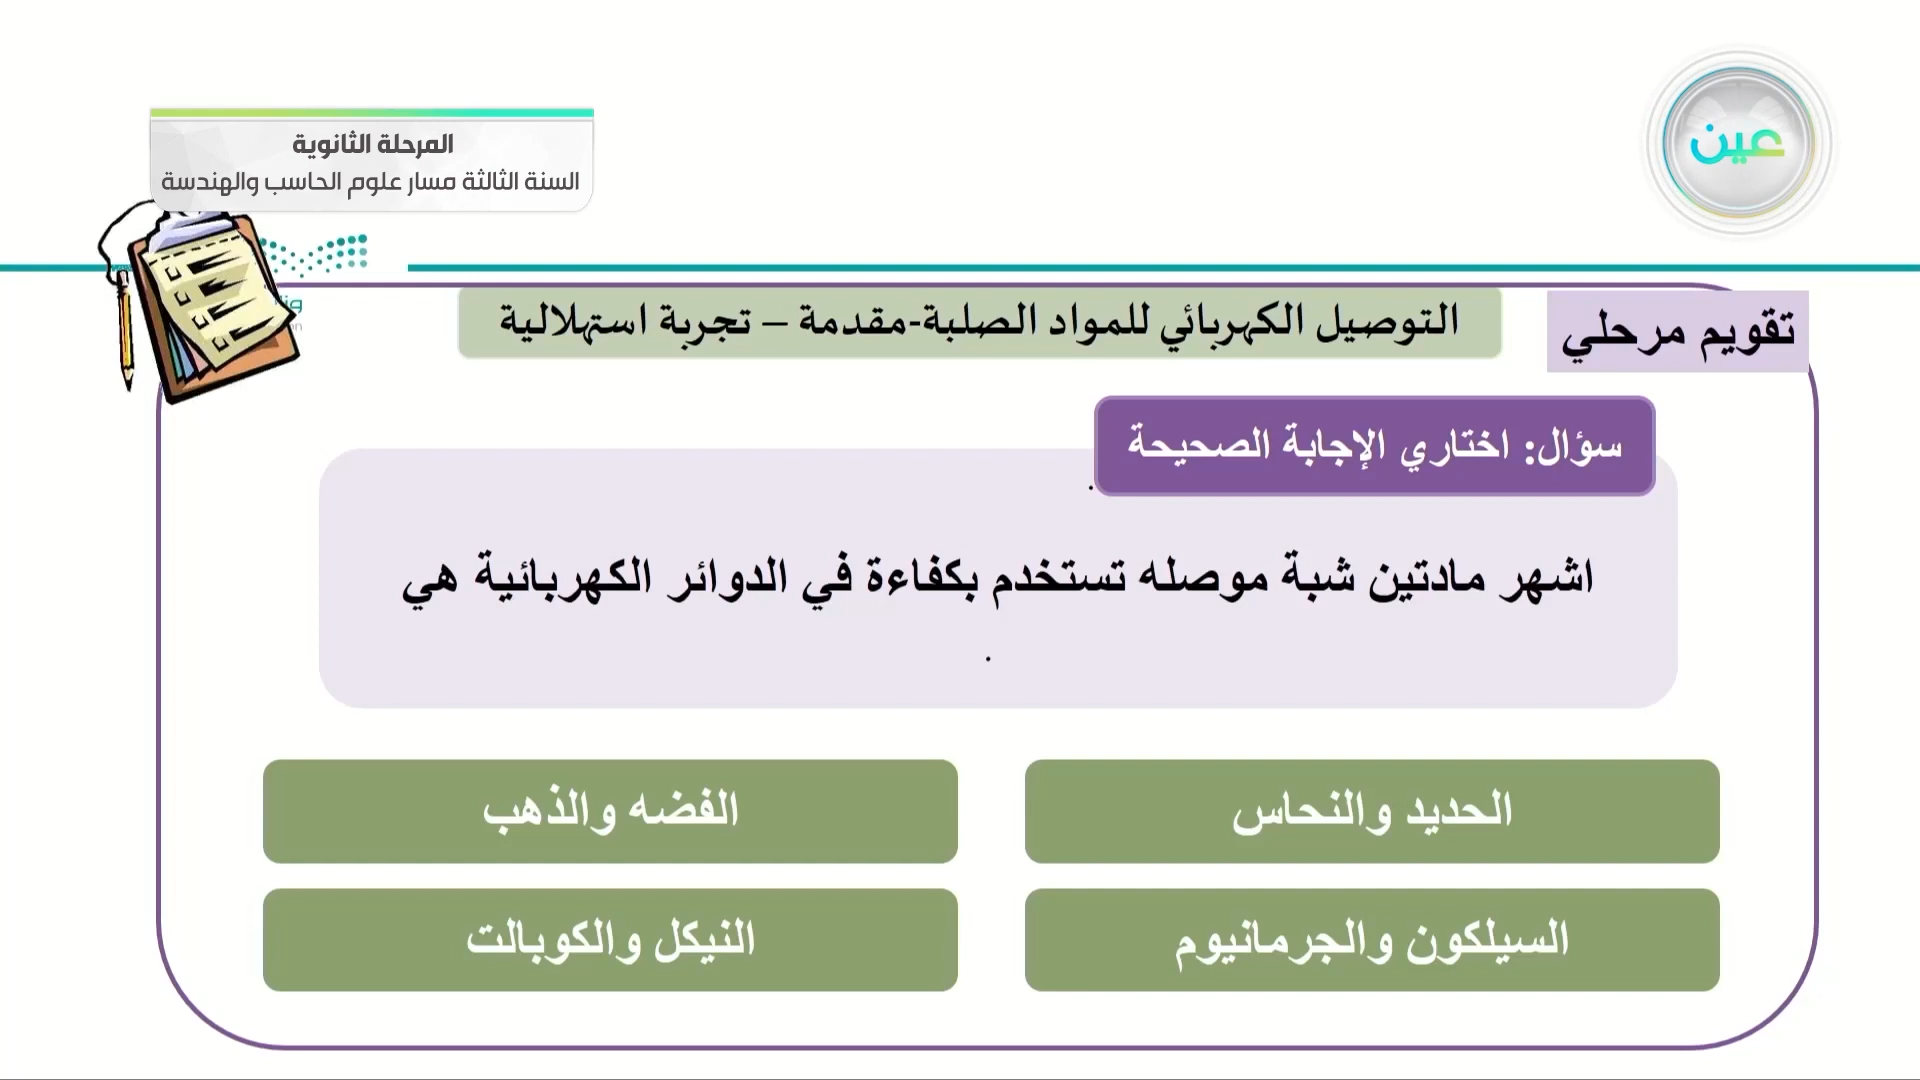 عين
المرحلة الثانوية
السنة الثالثة مسار علوم الحاسب والهندسة
تقويم مرحلي
التوصيل الكهربائي للمواد الصلبة-مقدمة – تجربة استهلالية
سؤال: اختاري الإجابة الصحيحة
.
اشهر مادتين شبة موصله تستخدم بكفاءة في الدوائر الكهربائية هي
.
الحديد والنحاس
الفضه والذهب
السيلكون والجرمانيوم
النيكل والكوبالت